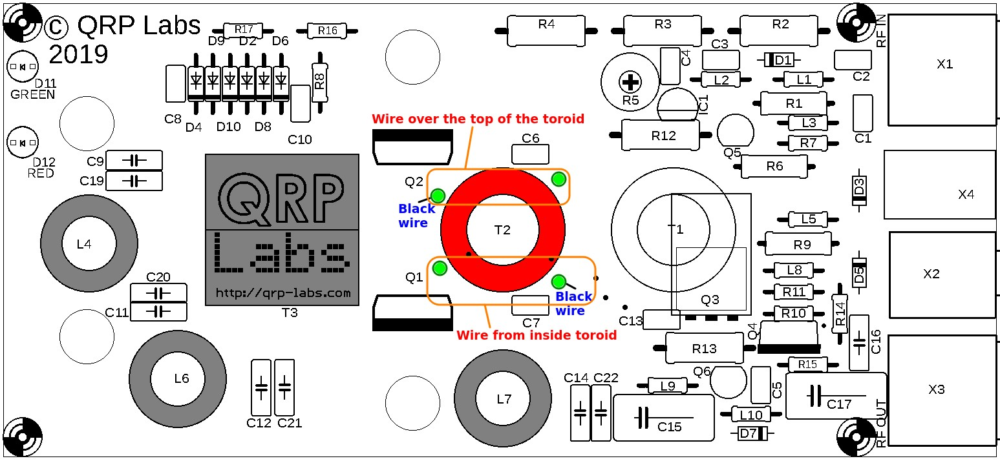 © QRP Labs
2019
R17
R16
D9
D2
D6
R4
R3
R2
RF IN
X1
D11
GREEN
C8
D4
D10
D8
R8
C10
C4
C3
D1
C2
L2
L1
R5
IC1
R1
L3
C1
R7
R12
Q5
R6
D12
RED
C9
C19
Wire over the top of the toroid
C6
Q2
Black
wire
QRP
Labs
http://qrp-labs.com
T3
T2
T1
D3
X4
L5
R9
L4
Q1
L8
D5
X2
R11
R10
R14
Q3
C20
C11
Black
wire
C7
C13
Q4
C16
Wire from inside toroid
R13
R15
L6
C12
C21
L7
C14
C22
Q6
L9
C5
C17
X3
C15
L10
D7
RF OUT